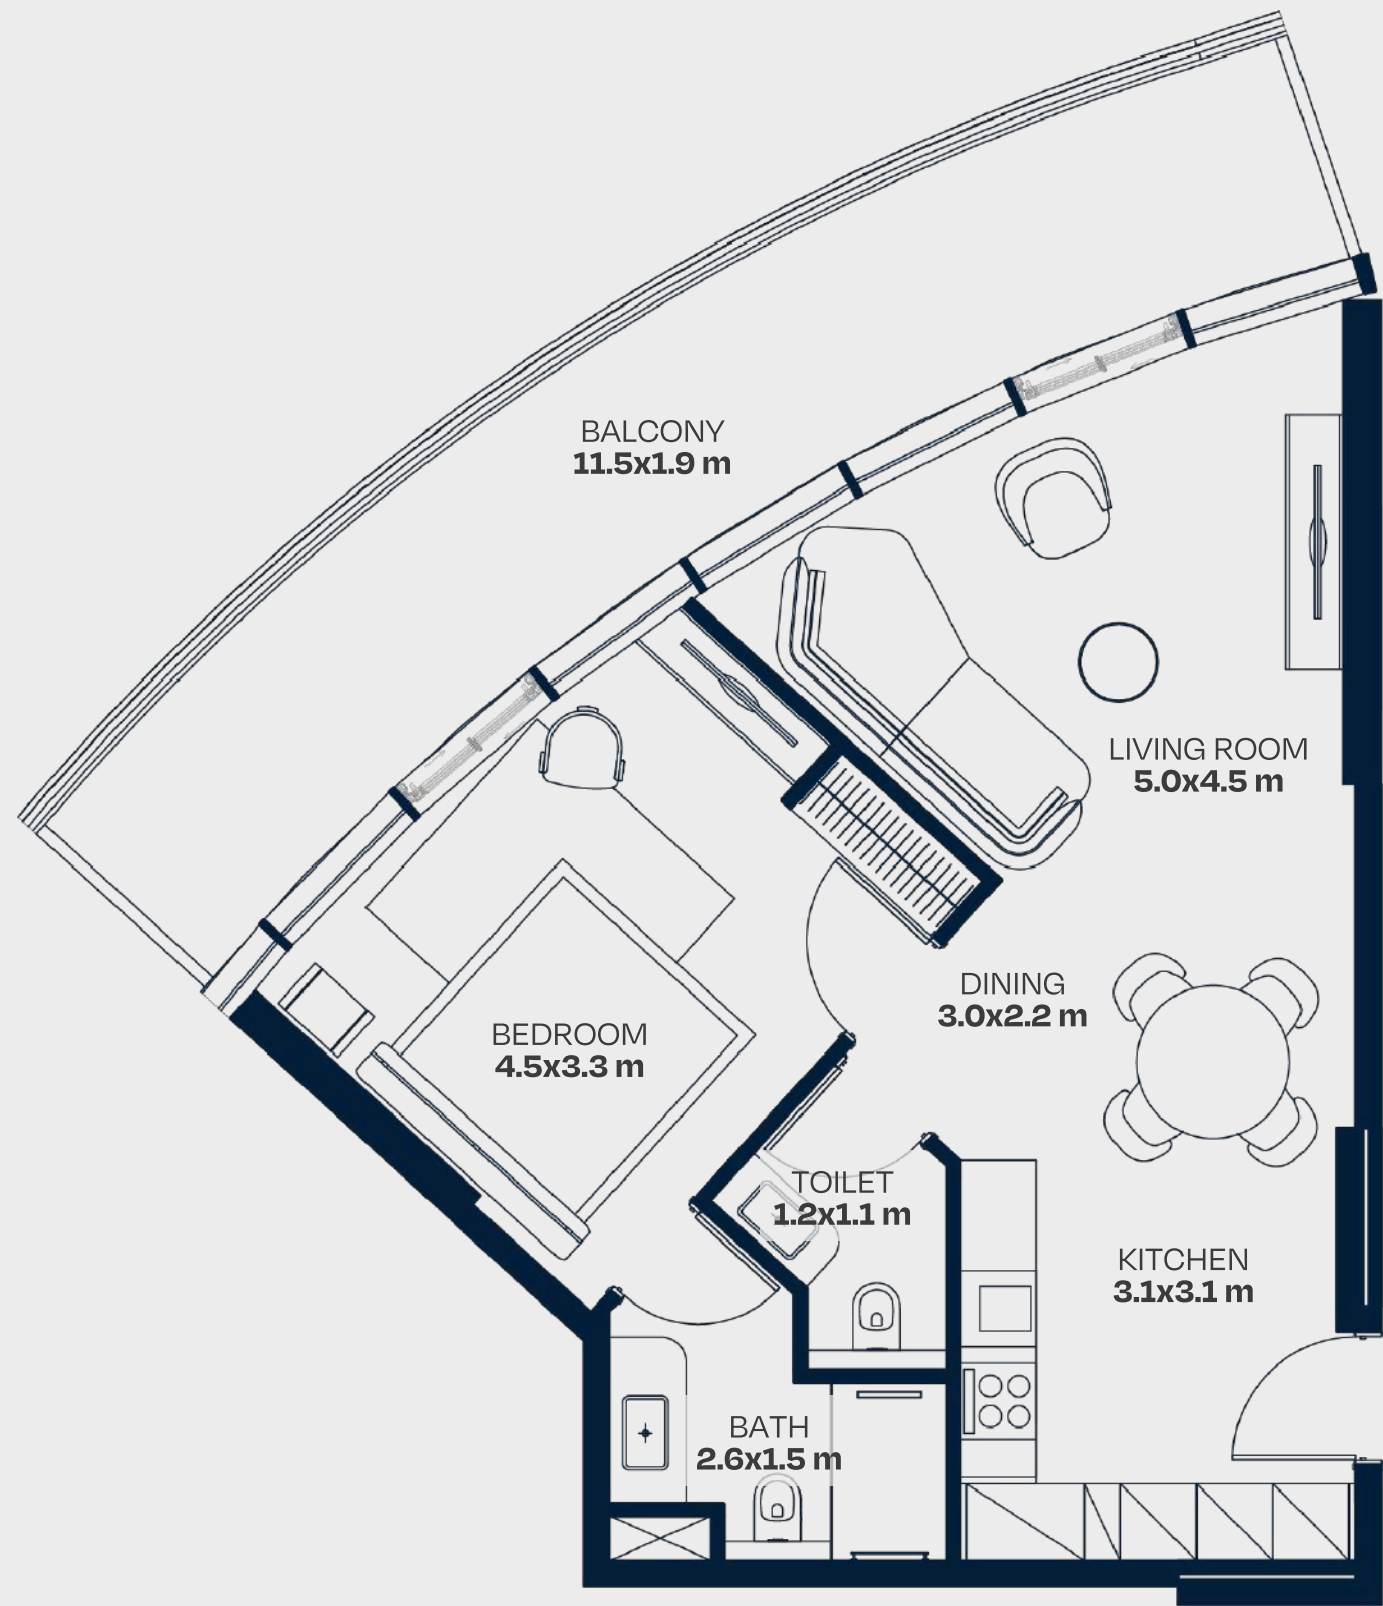 BALCONY
11.5x1.9 m
LIVING ROOM
5.0x4.5 m
DINING
3.0x2.2 m
BEDROOM
4.5x3.3 m
TOILET
1.2x1.1 m
KITCHEN
3.1x3.1 m
BATH
2.6x1.5 m